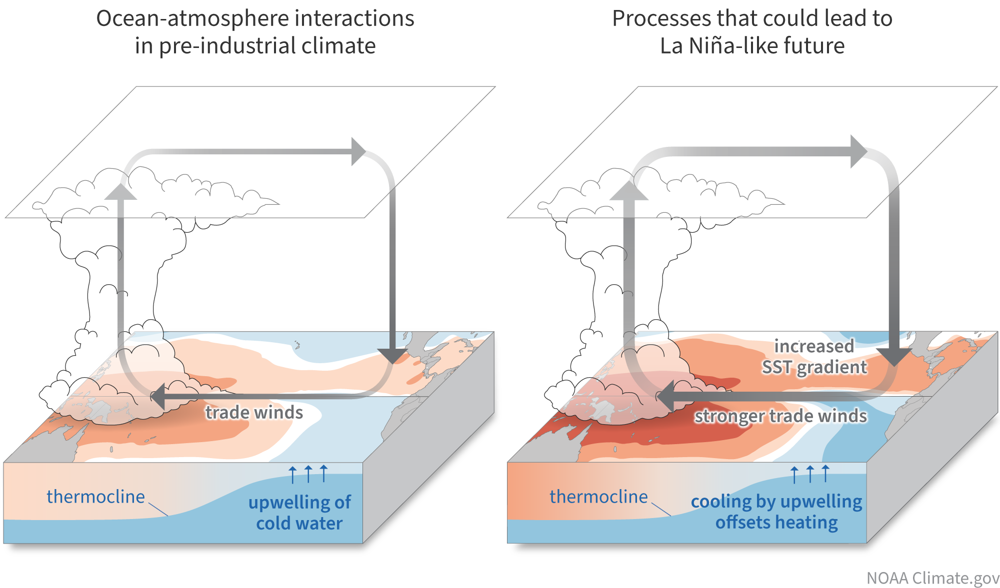 Ocean-atmosphere interactions
in pre-industrial climate
trade winds
thermocline
upwelling of
cold water
Processes that could lead to
La Niña-like future
increased
SST gradient
stronger trade winds
thermocline
cooling by upwelling
offsets heating
NOAA Climate.gov